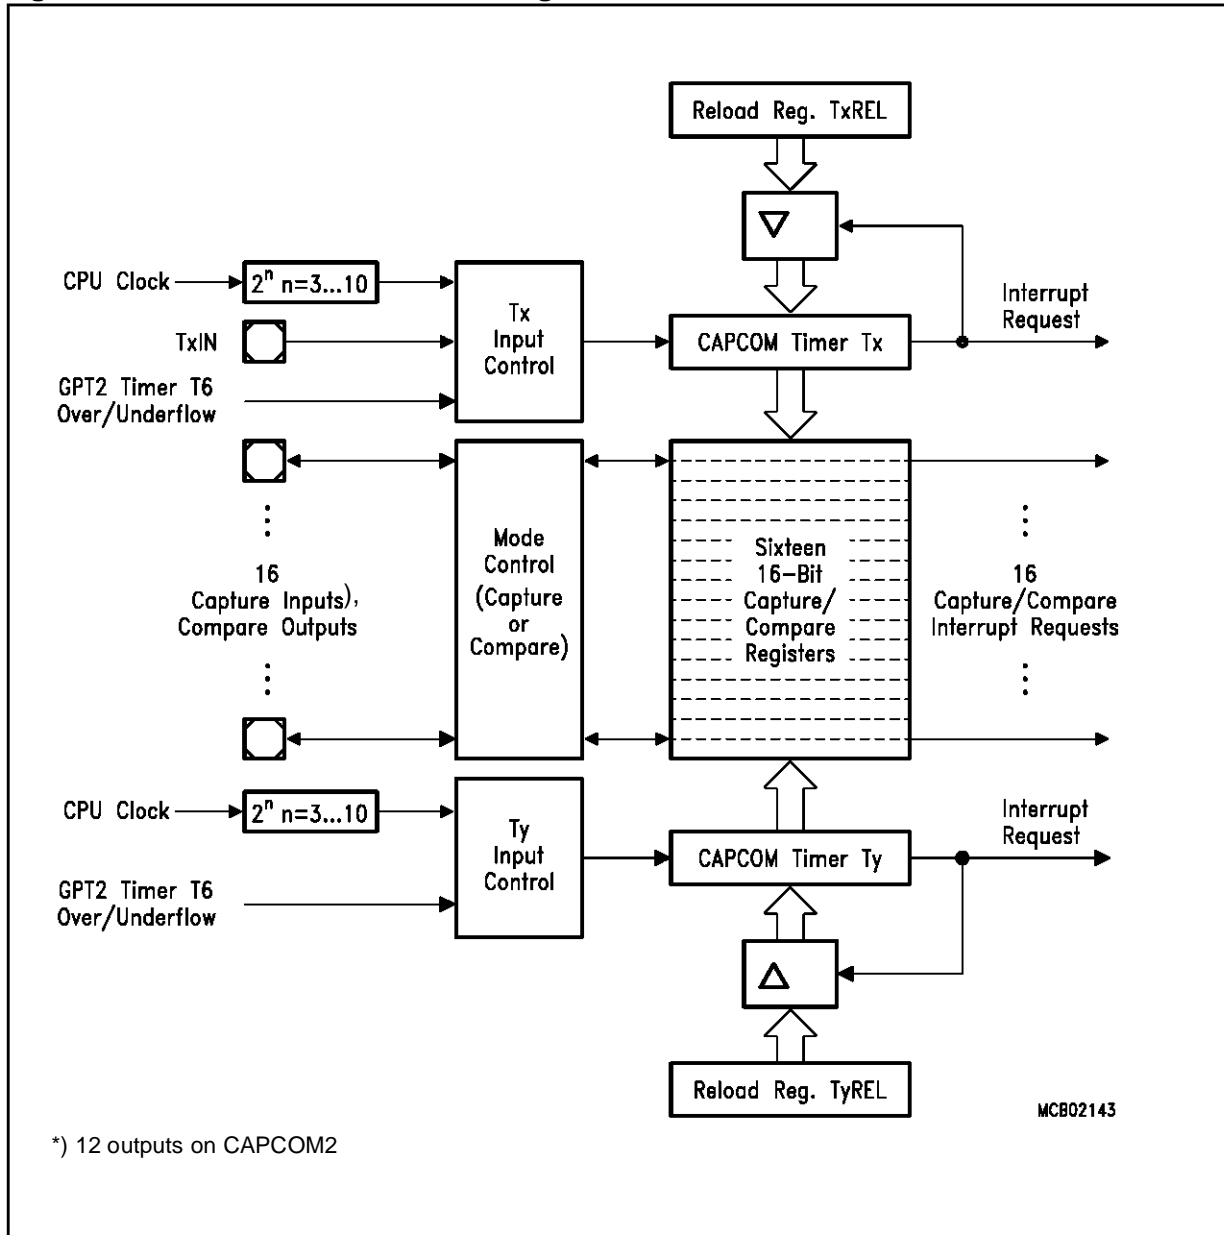 Reload Reg. TxREL
CPU Clock
2ⁿ n=3...10
TxIN
GPT2 Timer T6
Over/Underflow
Tx
Input
Control
CAPCOM Timer Tx
Interrupt
Request
16
Capture Inputs),
Compare Outputs
Mode
Control
(Capture
or
Compare)
Sixteen
16-Bit
Capture/
Compare
Registers
16
Capture/Compare
Interrupt Requests
CPU Clock
2ⁿ n=3...10
GPT2 Timer T6
Over/Underflow
Ty
Input
Control
CAPCOM Timer Ty
Interrupt
Request
Reload Reg. TyREL
MCB02143
*) 12 outputs on CAPCOM2